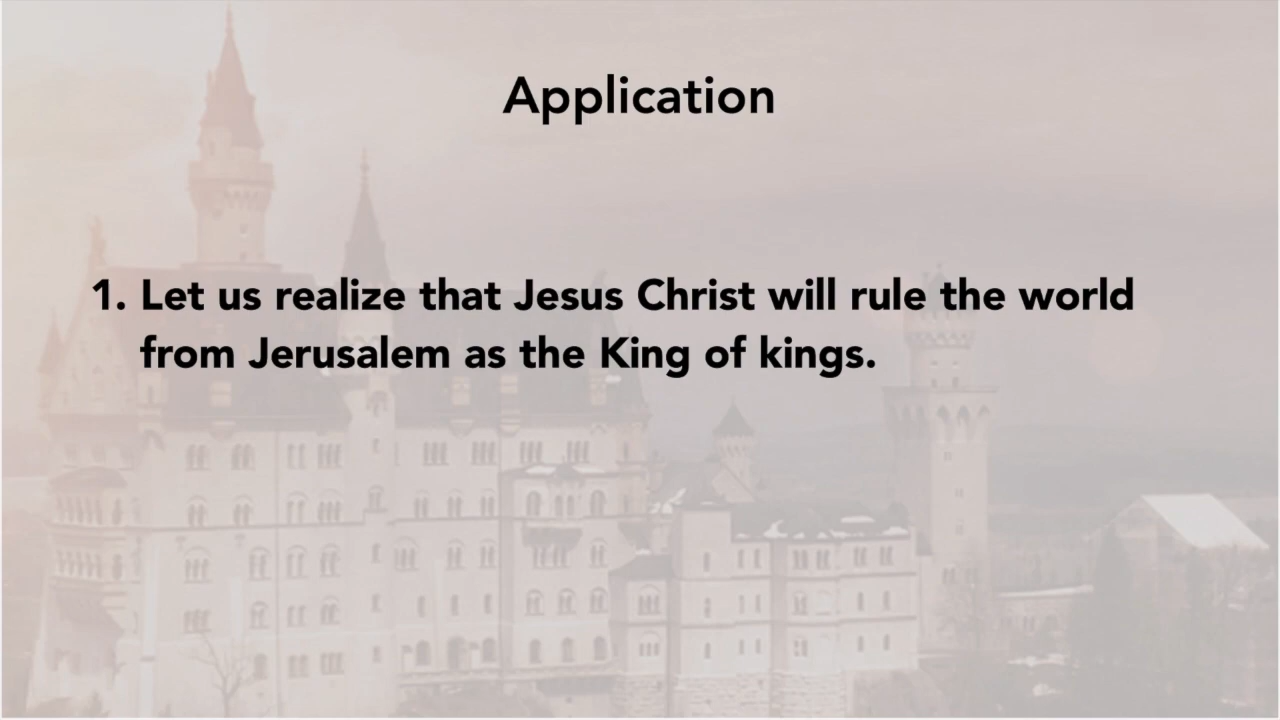 Application
1. Let us realize that Jesus Christ will rule the world
from Jerusalem as the King of kings.